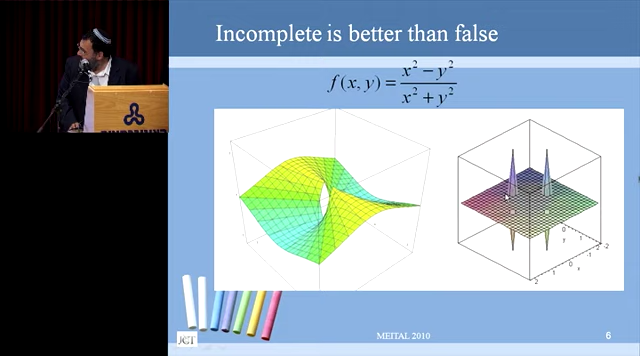 Incomplete is better than false
f(x, y) = (x² − y²)/(x² + y²)
JCT
MEITAL 2010
6